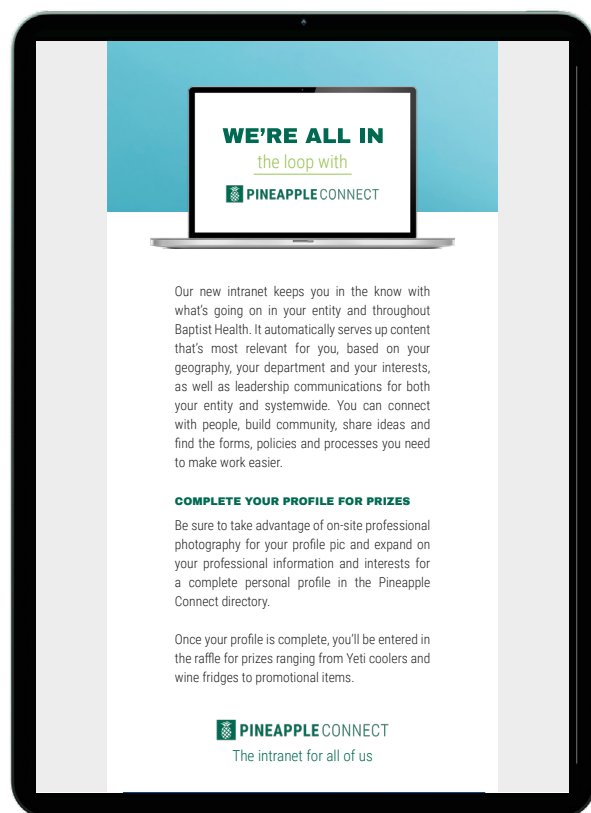 WE'RE ALL IN
the loop with
PINEAPPLE CONNECT
Our new intranet keeps you in the know with
what's going on in your entity and throughout
Baptist Health. It automatically serves up content
that's most relevant for you, based on your
geography, your department and your interests,
as well as leadership communications for both
your entity and systemwide. You can connect
with people, build community, share ideas and
find the forms, policies and processes you need
to make work easier.
COMPLETE YOUR PROFILE FOR PRIZES
Be sure to take advantage of on-site professional
photography for your profile pic and expand on
your professional information and interests for
a complete personal profile in the Pineapple
Connect directory.
Once your profile is complete, you'll be entered in
the raffle for prizes ranging from Yeti coolers and
wine fridges to promotional items.
PINEAPPLE CONNECT
The intranet for all of us